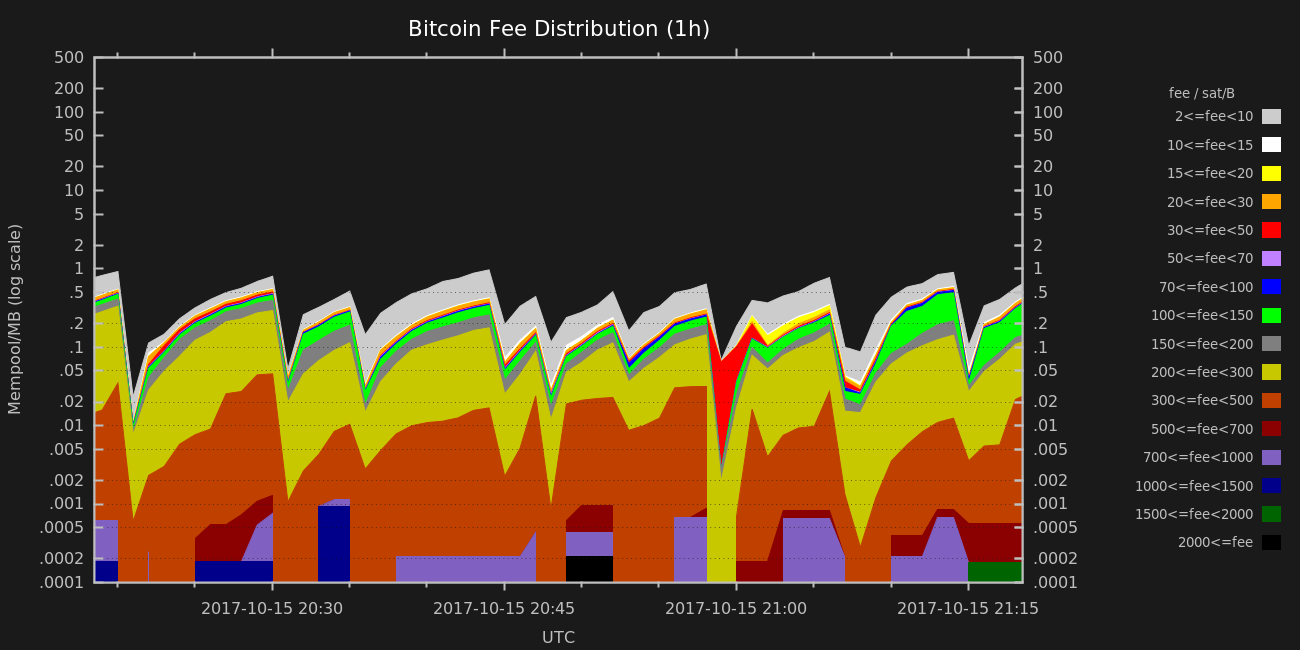 Bitcoin Fee Distribution (1h)
Mempool/MB (log scale)
500
200
100
50
20
10
5
2
1
.5
.2
.1
.05
.02
.01
.005
.002
.001
.0005
.0002
.0001
500
200
100
50
20
10
5
2
1
.5
.2
.1
.05
.02
.01
.005
.002
.001
.0005
.0002
.0001
2017-10-15 20:30
2017-10-15 20:45
2017-10-15 21:00
2017-10-15 21:15
UTC
fee / sat/B
2<=fee<10
10<=fee<15
15<=fee<20
20<=fee<30
30<=fee<50
50<=fee<70
70<=fee<100
100<=fee<150
150<=fee<200
200<=fee<300
300<=fee<500
500<=fee<700
700<=fee<1000
1000<=fee<1500
1500<=fee<2000
2000<=fee